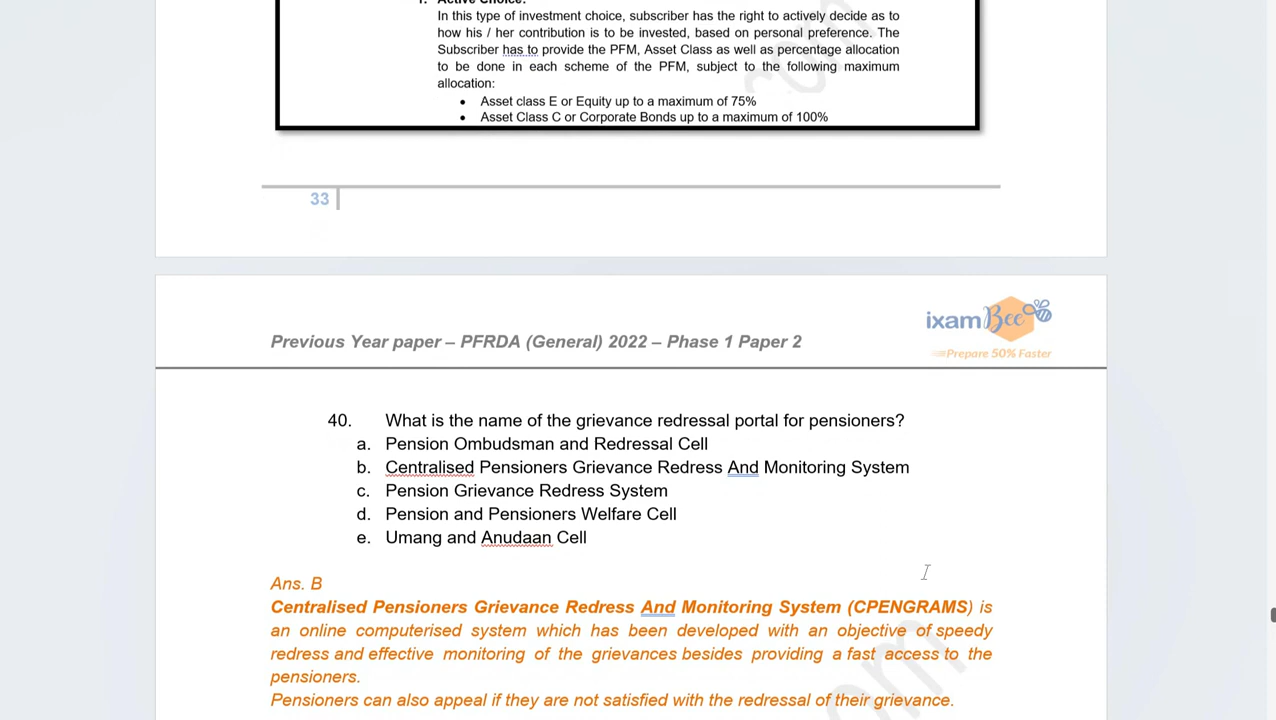 1. Active Choice:
In this type of investment choice, subscriber has the right to actively decide as to
how his / her contribution is to be invested, based on personal preference. The
Subscriber has to provide the PFM, Asset Class as well as percentage allocation
to be done in each scheme of the PFM, subject to the following maximum
allocation:
• Asset class E or Equity up to a maximum of 75%
• Asset Class C or Corporate Bonds up to a maximum of 100%
33
ixamBee
Prepare 50% Faster
Previous Year paper – PFRDA (General) 2022 – Phase 1 Paper 2
40. What is the name of the grievance redressal portal for pensioners?
a. Pension Ombudsman and Redressal Cell
b. Centralised Pensioners Grievance Redress And Monitoring System
c. Pension Grievance Redress System
d. Pension and Pensioners Welfare Cell
e. Umang and Anudaan Cell
Ans. B
Centralised Pensioners Grievance Redress And Monitoring System (CPENGRAMS) is
an online computerised system which has been developed with an objective of speedy
redress and effective monitoring of the grievances besides providing a fast access to the
pensioners.
Pensioners can also appeal if they are not satisfied with the redressal of their grievance.